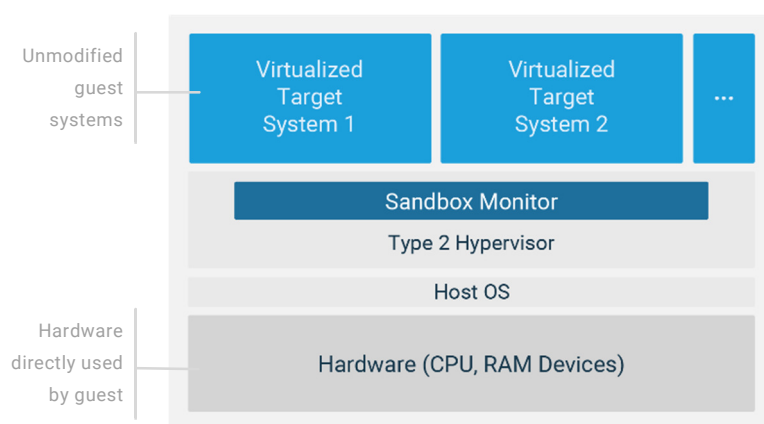 Unmodified
guest
systems
Virtualized
Target
System 1
Virtualized
Target
System 2
...
Sandbox Monitor
Type 2 Hypervisor
Host OS
Hardware
directly used
by guest
Hardware (CPU, RAM Devices)